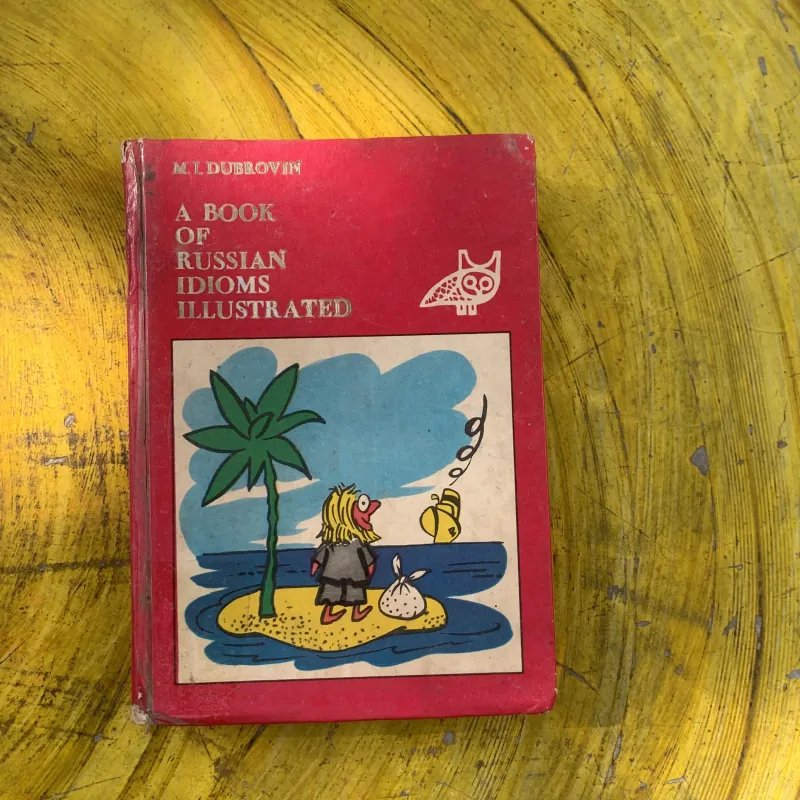 M. I. DUBROVIN
A BOOK
OF
RUSSIAN
IDIOMS
ILLUSTRATED